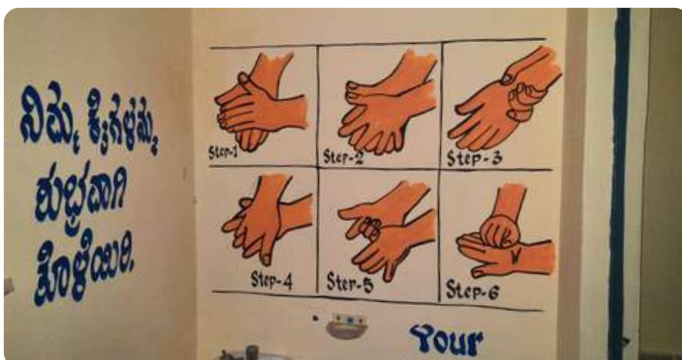 ನಿಮ್ಮ ಕೈಗಳನ್ನು
ಶುಭ್ರವಾಗಿ
ತೊಳೆಯಿರಿ.
Step-1
Step-2
Step-3
Step-4
Step-5
Step-6
Your